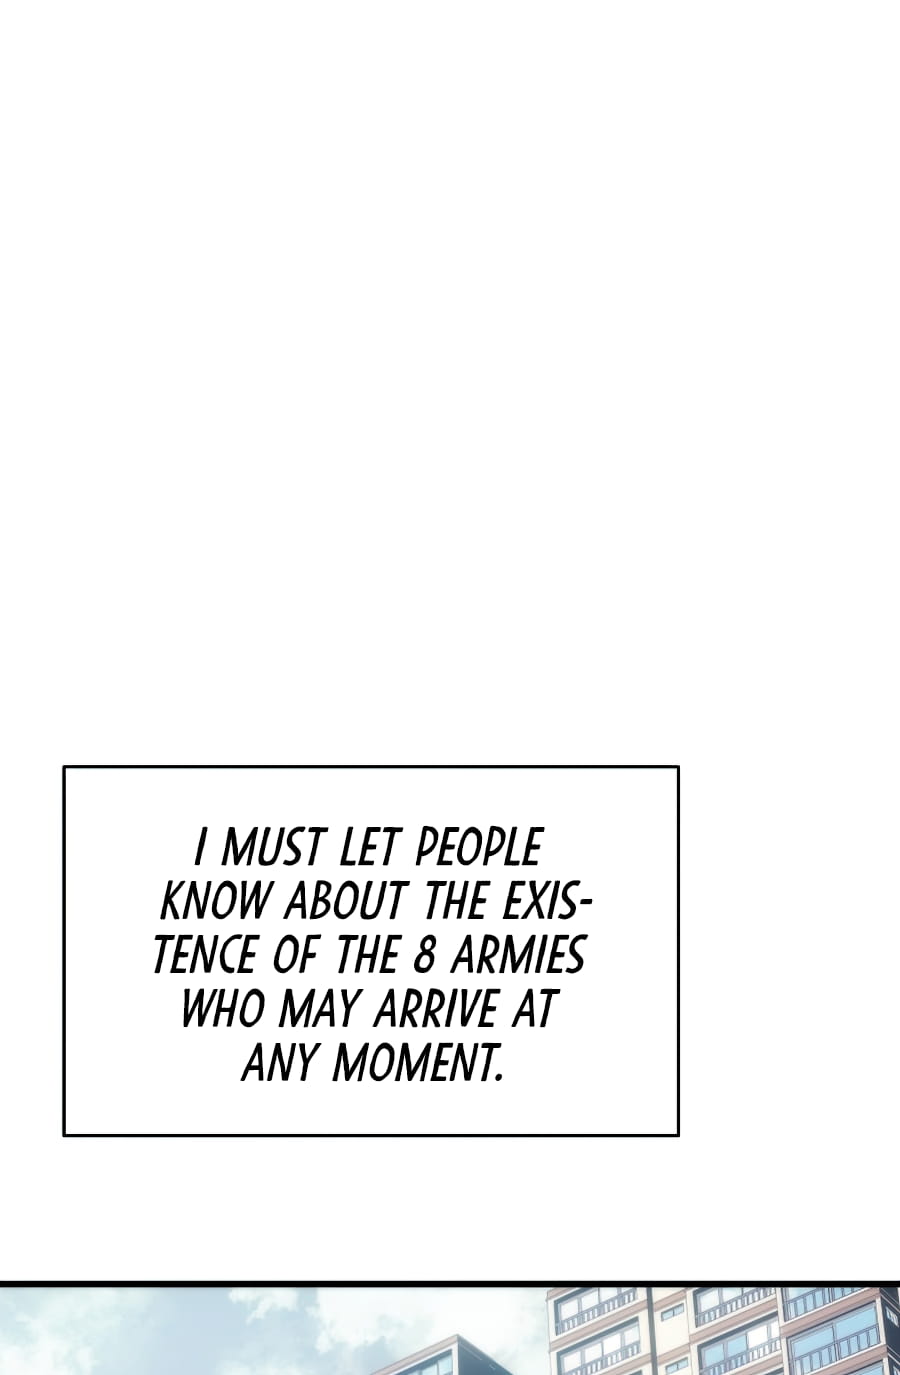 I MUST LET PEOPLE
KNOW ABOUT THE EXIS-
TENCE OF THE 8 ARMIES
WHO MAY ARRIVE AT
ANY MOMENT.